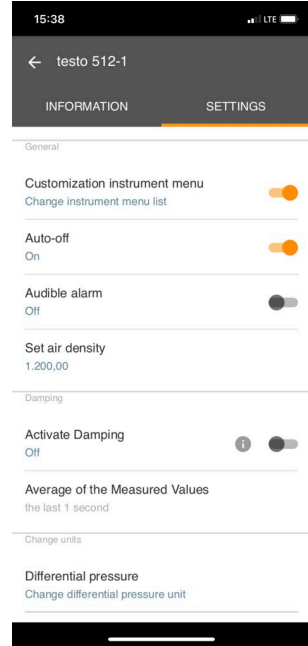 15:38
LTE
← testo 512-1
INFORMATION SETTINGS
General
Customization instrument menu
Change instrument menu list
Auto-off
On
Audible alarm
Off
Set air density
1.200,00
Damping
Activate Damping
Off
Average of the Measured Values
the last 1 second
Change units
Differential pressure
Change differential pressure unit